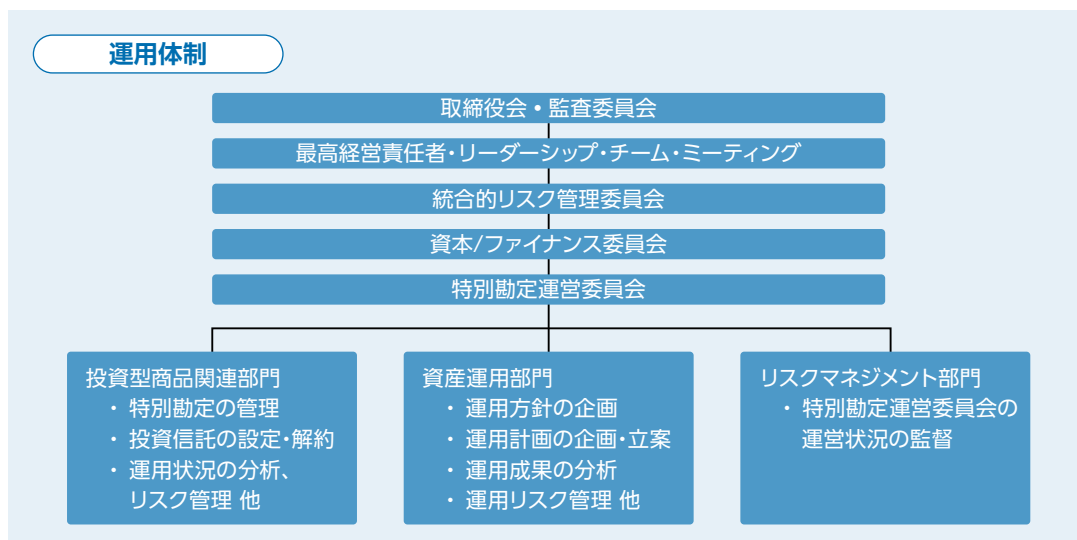 運用体制
取締役会・監査委員会
最高経営責任者・リーダーシップ・チーム・ミーティング
統合的リスク管理委員会
資本/ファイナンス委員会
特別勘定運営委員会
投資型商品関連部門
・ 特別勘定の管理
・ 投資信託の設定・解約
・ 運用状況の分析、
リスク管理 他
資産運用部門
・ 運用方針の企画
・ 運用計画の企画・立案
・ 運用成果の分析
・ 運用リスク管理 他
リスクマネジメント部門
・ 特別勘定運営委員会の
運営状況の監督